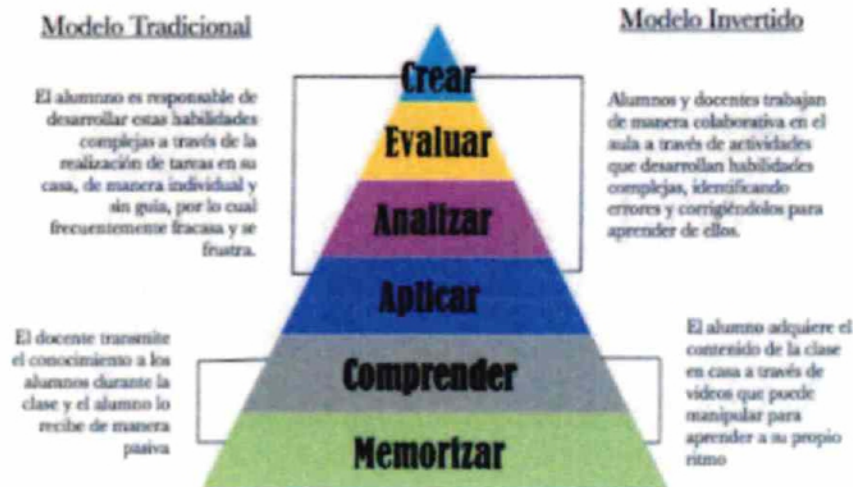 Modelo Tradicional
El alumnno es responsable de
desarrollar estas habilidades
complejas a través de la
realización de tareas en su
casa, de manera individual y
sin guía, por lo cual
frecuentemente fracasa y se
frustra.
El docente transmite
el conocimiento a los
alumnos durante la
clase y el alumno lo
recibe de manera
pasiva
Crear
Evaluar
Analizar
Aplicar
Comprender
Memorizar
Modelo Invertido
Alumnos y docentes trabajan
de manera colaborativa en el
aula a través de actividades
que desarrollan habilidades
complejas, identificando
errores y corrigiéndolos para
aprender de ellos.
El alumno adquiere el
contenido de la clase
en casa a través de
videos que puede
manipular para
aprender a su propio
ritmo